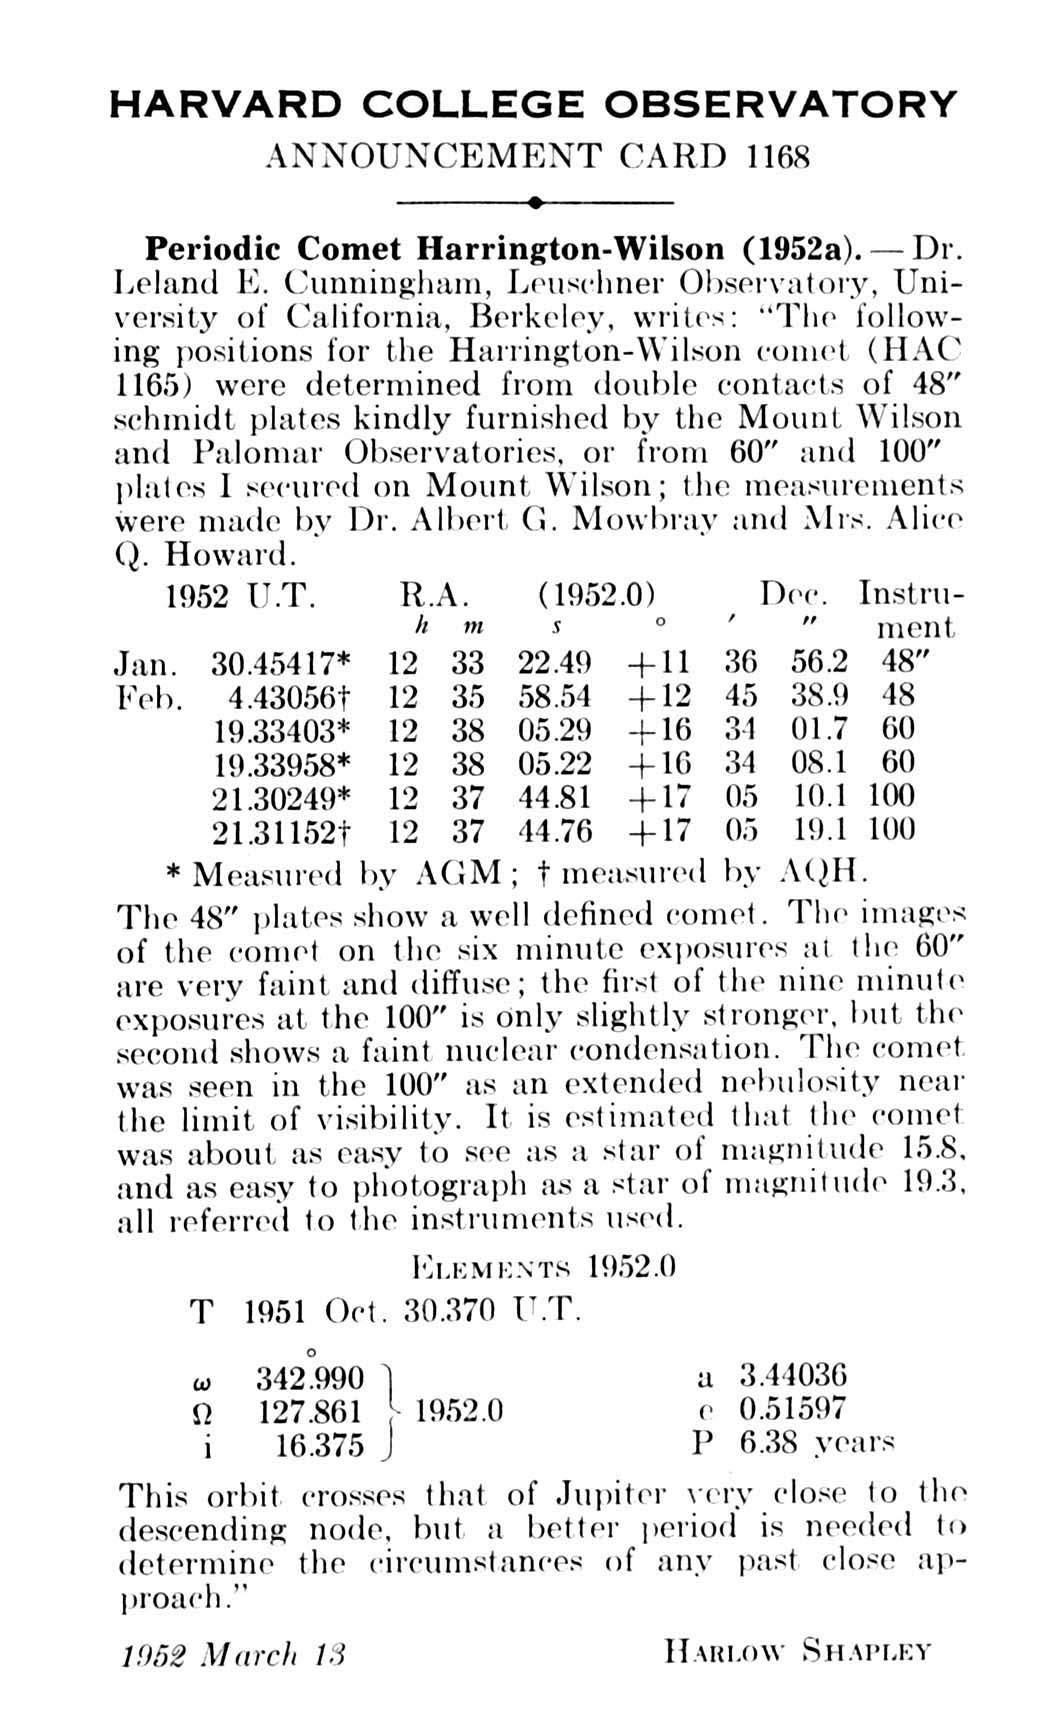 HARVARD COLLEGE OBSERVATORY
ANNOUNCEMENT CARD 1168
Periodic Comet Harrington-Wilson (1952a). — Dr.
Leland E. Cunningham, Leuschner Observatory, Uni-
versity of California, Berkeley, writes: “The follow-
ing positions for the Harrington-Wilson comet (HAC
1165) were determined from double contacts of 48″
schmidt plates kindly furnished by the Mount Wilson
and Palomar Observatories, or from 60″ and 100″
plates I secured on Mount Wilson; the measurements
were made by Dr. Albert G. Mowbray and Mrs. Alice
Q. Howard.
1952 U.T. R.A. (1952.0) Dec. Instru-
h m s ° ′ ″ ment
Jan. 30.45417* 12 33 22.49 +11 36 56.2 48″
Feb. 4.43056† 12 35 58.54 +12 45 38.9 48
19.33403* 12 38 05.29 +16 34 01.7 60
19.33958* 12 38 05.22 +16 34 08.1 60
21.30249* 12 37 44.81 +17 05 10.1 100
21.31152† 12 37 44.76 +17 05 19.1 100
* Measured by AGM; † measured by AQH.
The 48″ plates show a well defined comet. The images
of the comet on the six minute exposures at the 60″
are very faint and diffuse; the first of the nine minute
exposures at the 100″ is only slightly stronger, but the
second shows a faint nuclear condensation. The comet
was seen in the 100″ as an extended nebulosity near
the limit of visibility. It is estimated that the comet
was about as easy to see as a star of magnitude 15.8,
and as easy to photograph as a star of magnitude 19.3,
all referred to the instruments used.
ELEMENTS 1952.0
T 1951 Oct. 30.370 U.T.
°
ω 342.990 a 3.44036
Ω 127.861 } 1952.0 e 0.51597
i 16.375 P 6.38 years
This orbit crosses that of Jupiter very close to the
descending node, but a better period is needed to
determine the circumstances of any past close ap-
proach.”
1952 March 13 HARLOW SHAPLEY